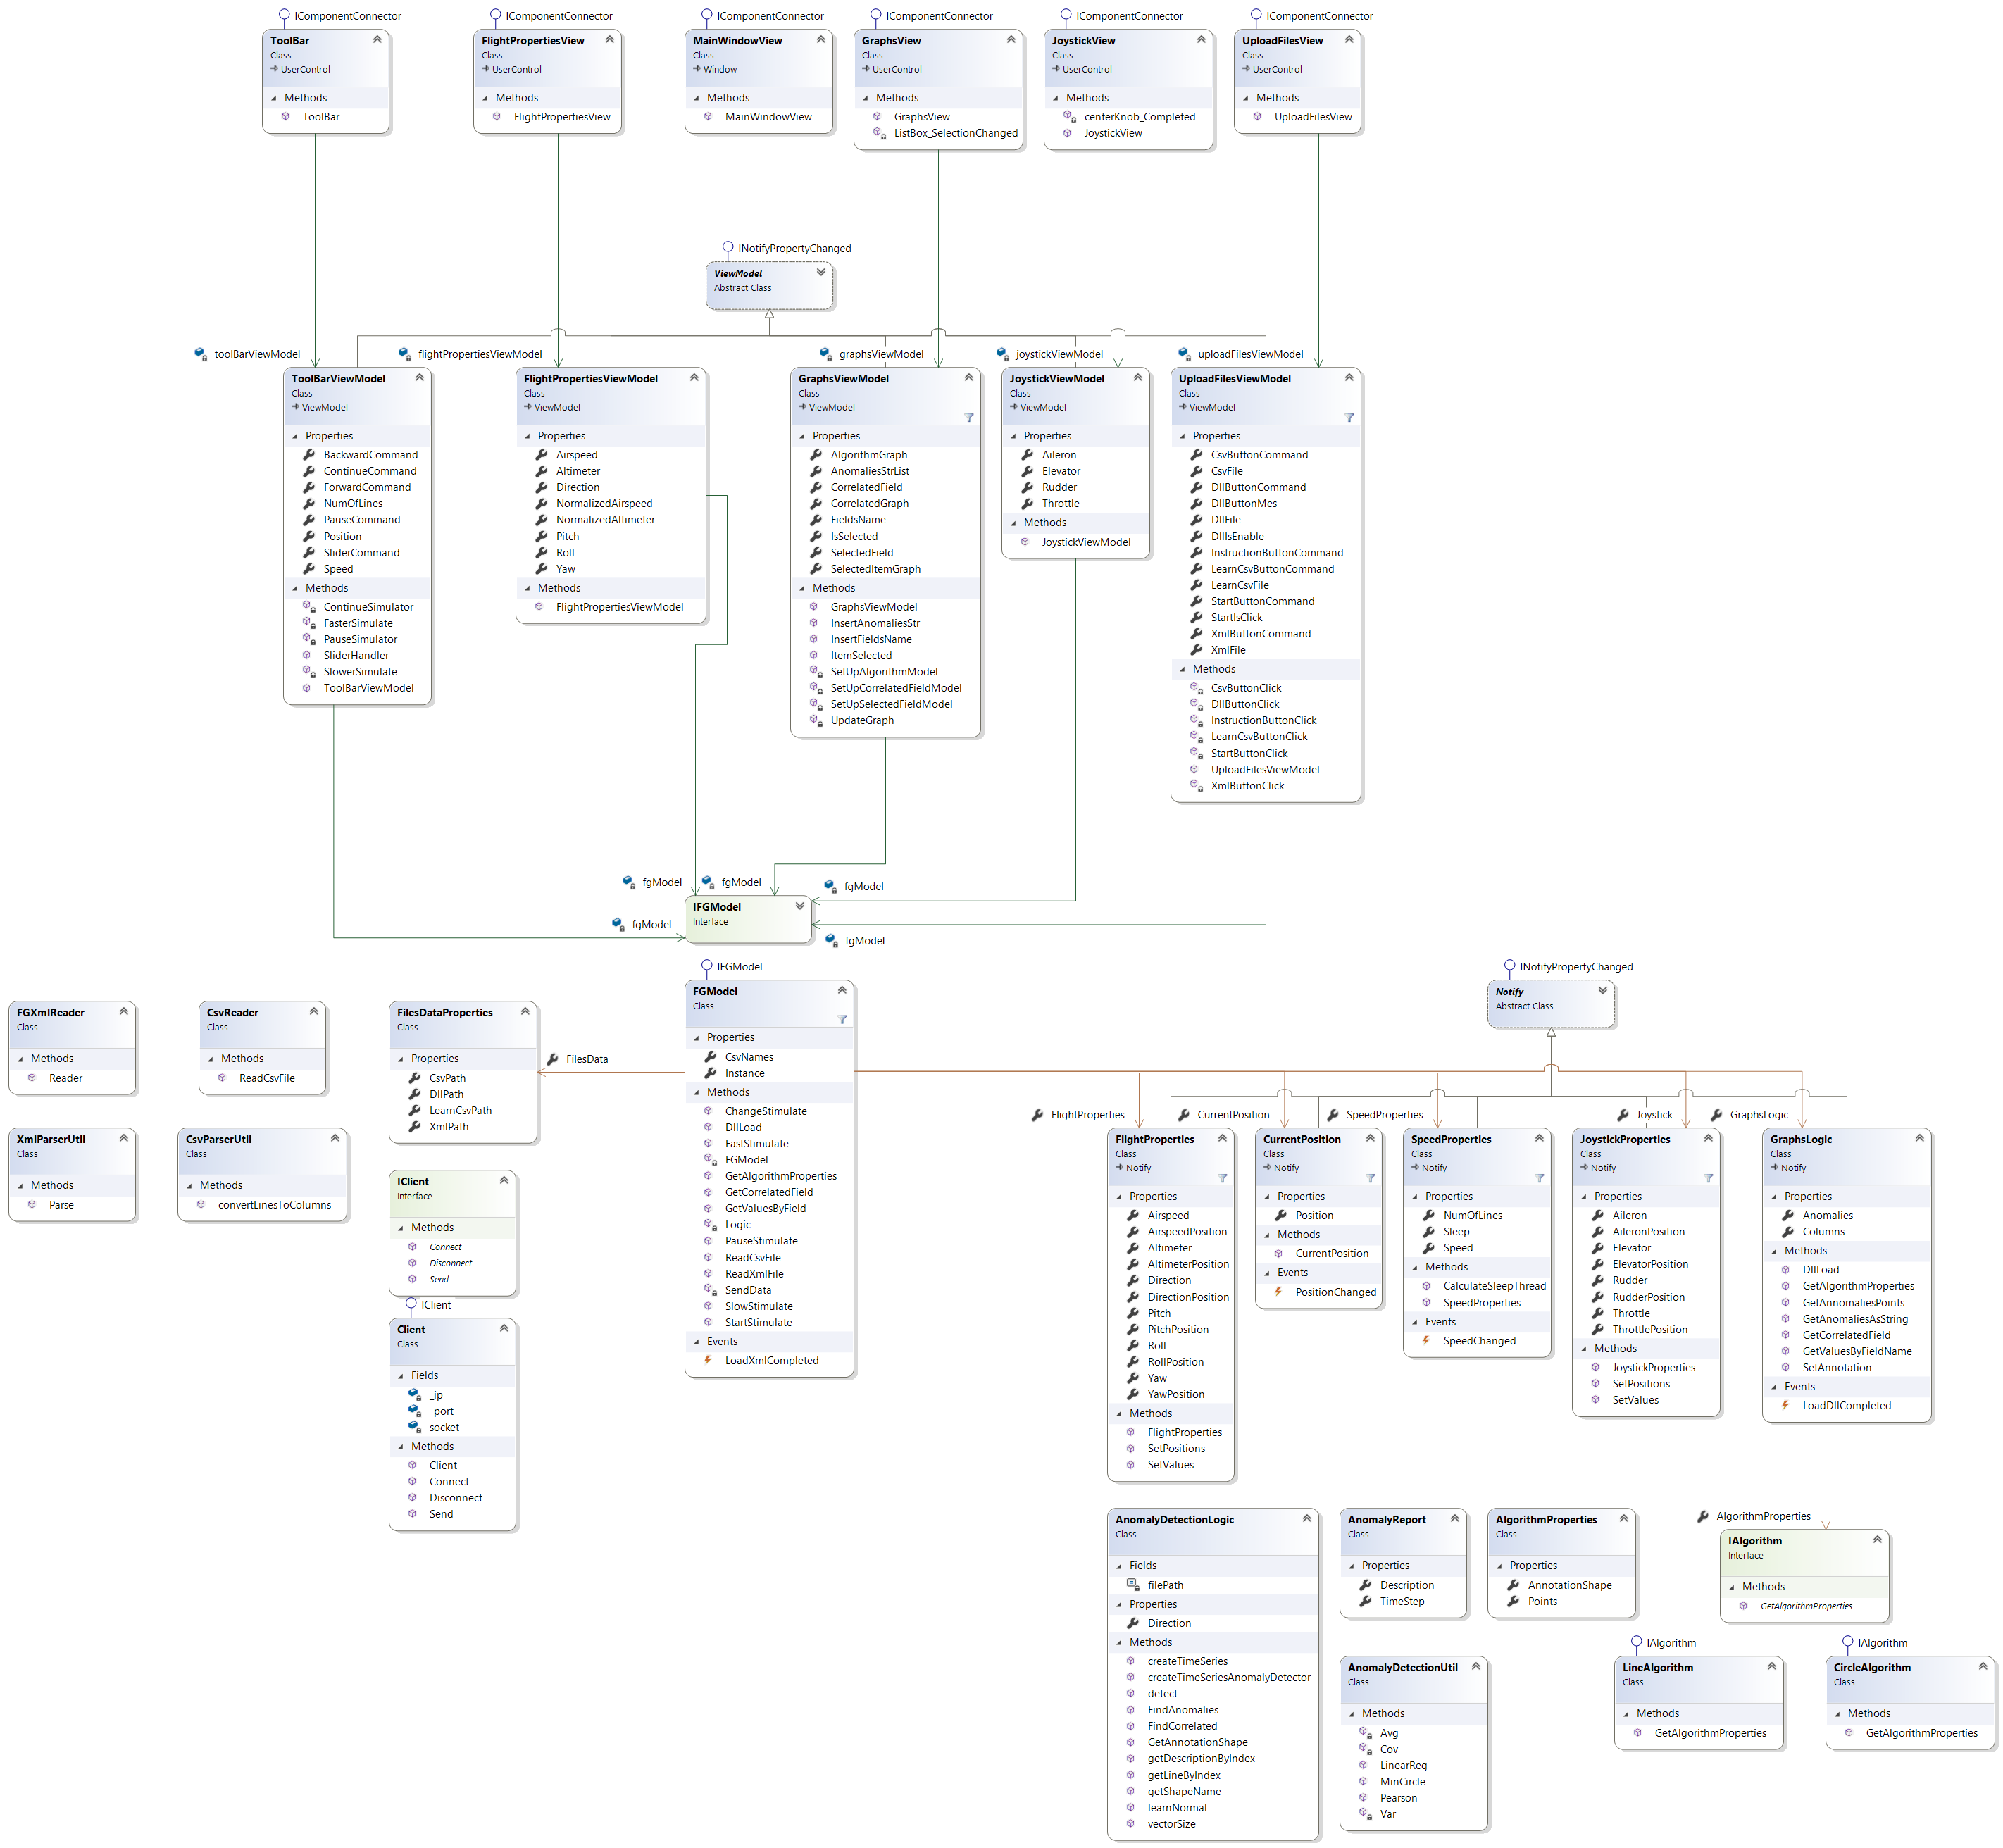 IComponentConnector
ToolBar
Class
UserControl
Methods
ToolBar
IComponentConnector
FlightPropertiesView
Class
UserControl
Methods
FlightPropertiesView
IComponentConnector
MainWindowView
Class
Window
Methods
MainWindowView
IComponentConnector
GraphsView
Class
UserControl
Methods
GraphsView
ListBox_SelectionChanged
IComponentConnector
JoystickView
Class
UserControl
Methods
centerKnob_Completed
JoystickView
IComponentConnector
UploadFilesView
Class
UserControl
Methods
UploadFilesView
INotifyPropertyChanged
ViewModel
Abstract Class
toolBarViewModel
ToolBarViewModel
Class
ViewModel
Properties
BackwardCommand
ContinueCommand
ForwardCommand
NumOfLines
PauseCommand
Position
SliderCommand
Speed
Methods
ContinueSimulator
FasterSimulate
PauseSimulator
SliderHandler
SlowerSimulate
ToolBarViewModel
flightPropertiesViewModel
FlightPropertiesViewModel
Class
ViewModel
Properties
Airspeed
Altimeter
Direction
NormalizedAirspeed
NormalizedAltimeter
Pitch
Roll
Yaw
Methods
FlightPropertiesViewModel
graphsViewModel
GraphsViewModel
Class
ViewModel
Properties
AlgorithmGraph
AnomaliesStrList
CorrelatedField
CorrelatedGraph
FieldsName
IsSelected
SelectedField
SelectedItemGraph
Methods
GraphsViewModel
InsertAnomaliesStr
InsertFieldsName
ItemSelected
SetUpAlgorithmModel
SetUpCorrelatedFieldModel
SetUpSelectedFieldModel
UpdateGraph
joystickViewModel
JoystickViewModel
Class
ViewModel
Properties
Aileron
Elevator
Rudder
Throttle
Methods
JoystickViewModel
uploadFilesViewModel
UploadFilesViewModel
Class
ViewModel
Properties
CsvButtonCommand
CsvFile
DllButtonCommand
DllButtonMes
DllFile
DllIsEnable
InstructionButtonCommand
LearnCsvButtonCommand
LearnCsvFile
StartButtonCommand
StartIsClick
XmlButtonCommand
XmlFile
Methods
CsvButtonClick
DllButtonClick
InstructionButtonClick
LearnCsvButtonClick
StartButtonClick
UploadFilesViewModel
XmlButtonClick
fgModel
fgModel
fgModel
fgModel
fgModel
IFGModel
Interface
FGXmlReader
Class
Methods
Reader
CsvReader
Class
Methods
ReadCsvFile
XmlParserUtil
Class
Methods
Parse
CsvParserUtil
Class
Methods
convertLinesToColumns
FilesDataProperties
Class
Properties
CsvPath
DllPath
LearnCsvPath
XmlPath
FilesData
IClient
Interface
Methods
Connect
Disconnect
Send
IClient
Client
Class
Fields
_ip
_port
socket
Methods
Client
Connect
Disconnect
Send
IFGModel
FGModel
Class
Properties
CsvNames
Instance
Methods
ChangeStimulate
DllLoad
FastStimulate
FGModel
GetAlgorithmProperties
GetCorrelatedField
GetValuesByField
Logic
PauseStimulate
ReadCsvFile
ReadXmlFile
SendData
SlowStimulate
StartStimulate
Events
LoadXmlCompleted
INotifyPropertyChanged
Notify
Abstract Class
FlightProperties
FlightProperties
Class
Notify
Properties
Airspeed
AirspeedPosition
Altimeter
AltimeterPosition
Direction
DirectionPosition
Pitch
PitchPosition
Roll
RollPosition
Yaw
YawPosition
Methods
FlightProperties
SetPositions
SetValues
CurrentPosition
CurrentPosition
Class
Notify
Properties
Position
Methods
CurrentPosition
Events
PositionChanged
SpeedProperties
SpeedProperties
Class
Notify
Properties
NumOfLines
Sleep
Speed
Methods
CalculateSleepThread
SpeedProperties
Events
SpeedChanged
Joystick
JoystickProperties
Class
Notify
Properties
Aileron
AileronPosition
Elevator
ElevatorPosition
Rudder
RudderPosition
Throttle
ThrottlePosition
Methods
JoystickProperties
SetPositions
SetValues
GraphsLogic
GraphsLogic
Class
Notify
Properties
Anomalies
Columns
Methods
DllLoad
GetAlgorithmProperties
GetAnnomaliesPoints
GetAnomaliesAsString
GetCorrelatedField
GetValuesByFieldName
SetAnnotation
Events
LoadDllCompleted
AnomalyDetectionLogic
Class
Fields
filePath
Properties
Direction
Methods
createTimeSeries
createTimeSeriesAnomalyDetector
detect
FindAnomalies
FindCorrelated
GetAnnotationShape
getDescriptionByIndex
getLineByIndex
getShapeName
learnNormal
vectorSize
AnomalyReport
Class
Properties
Description
TimeStep
AlgorithmProperties
Class
Properties
AnnotationShape
Points
AnomalyDetectionUtil
Class
Methods
Avg
Cov
LinearReg
MinCircle
Pearson
Var
AlgorithmProperties
IAlgorithm
Interface
Methods
GetAlgorithmProperties
IAlgorithm
LineAlgorithm
Class
Methods
GetAlgorithmProperties
IAlgorithm
CircleAlgorithm
Class
Methods
GetAlgorithmProperties